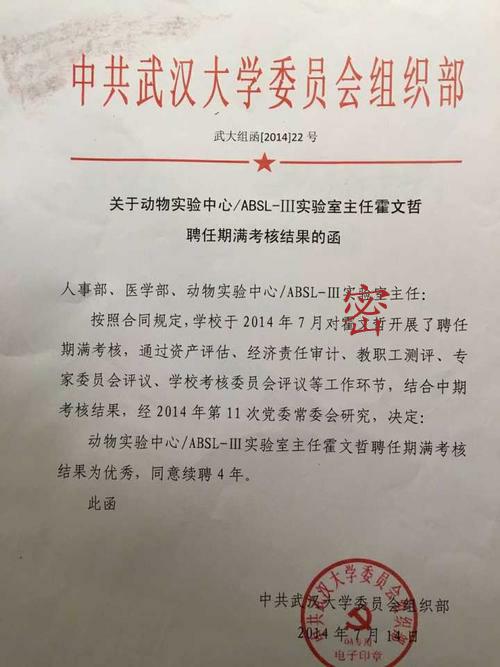 中共武汉大学委员会组织部
武大组函[2014]22 号
关于动物实验中心/ABSL-III实验室主任霍文哲
聘任期满考核结果的函
人事部、医学部、动物实验中心/ABSL-III实验室主任：
密
按照合同规定，学校于 2014 年 7 月对霍文哲开展了聘任
期满考核，通过资产评估、经济责任审计、教职工测评、专
家委员会评议、学校考核委员会评议等工作环节，结合中期
考核结果，经 2014 年第 11 次党委常委会研究，决定：
动物实验中心/ABSL-III实验室主任霍文哲聘任期满考核
结果为优秀，同意续聘 4 年。
此函
中共武汉大学委员会组织部
2014 年 7 月 14 日
中共武汉大学委员会组织部
电子印章